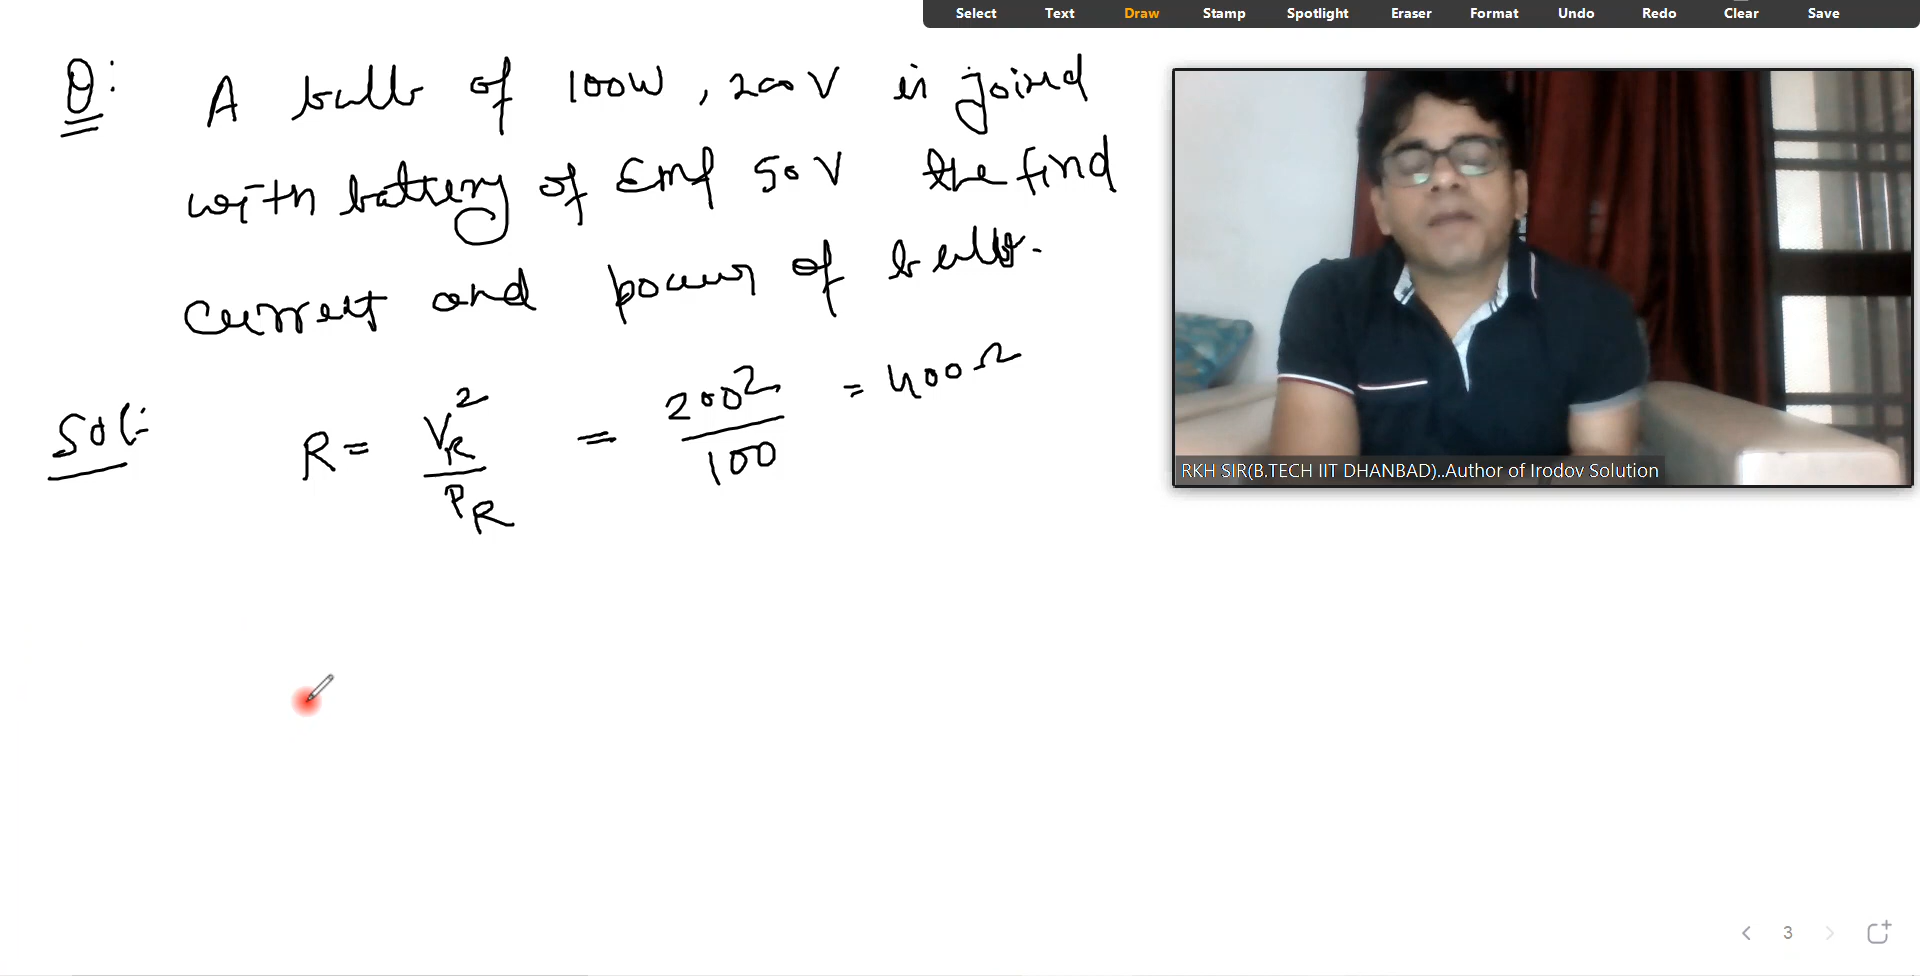 Select Text Draw Stamp Spotlight Eraser Format Undo Redo Clear Save
Q: A bulb of 100W, 200V is joined
with battery of Emf 50V the find
current and power of bulb.
Sol: R = V_R^2 / P_R = 200^2 / 100 = 400 Ω
RKH SIR(B.TECH IIT DHANBAD)..Author of Irodov Solution
3